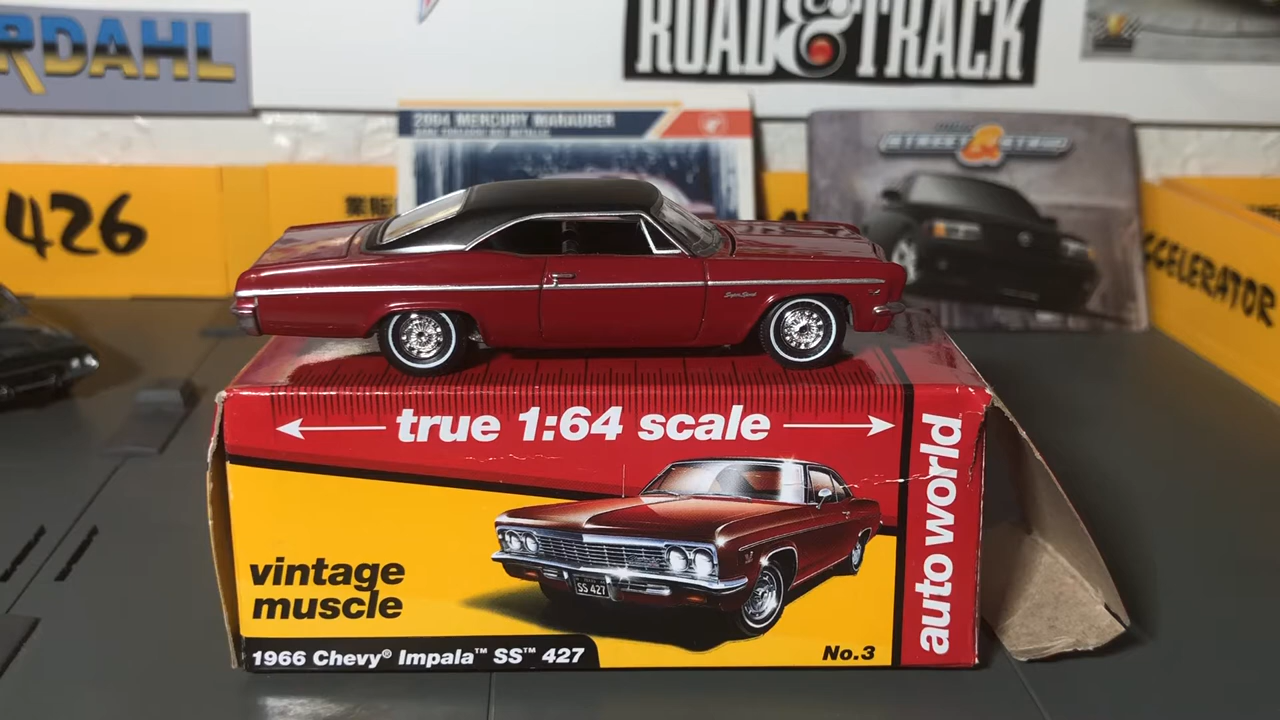 RDAHL
ROAD & TRACK
2004 MERCURY MARAUDER
426
true 1:64 scale
auto world
vintage
muscle
SS 427
1966 Chevy® Impala™ SS™ 427
No.3